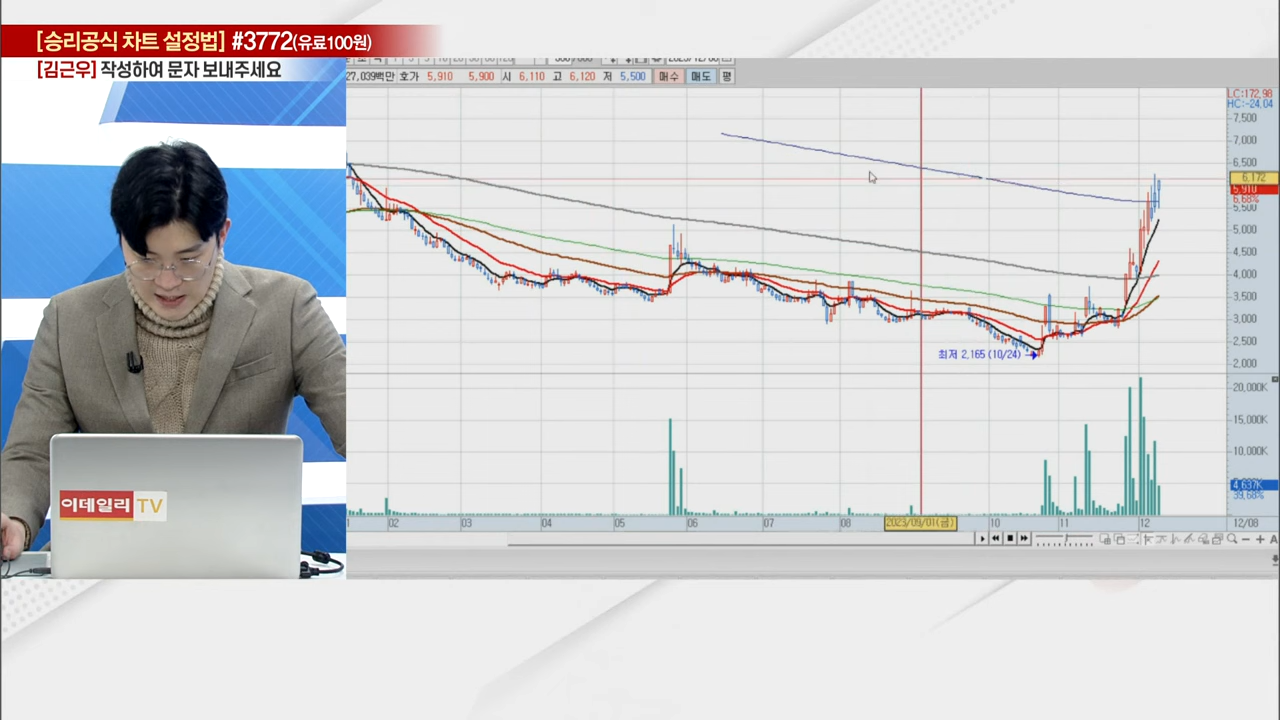 [승리공식 차트 설정법] #3772(유료100원)
[김근우] 작성하여 문자 보내주세요
27,039백만 호가 5,910 5,900 시 6,110 고 6,120 저 5,500 매수 매도 평
LC:172.98
HC:-24.04
7,500
7,000
6,500
6,172
5,910
6.68%
5,500
5,000
4,500
4,000
3,500
3,000
2,500
2,000
최저 2,165 (10/24)
20,000K
15,000K
10,000K
4,637K
39.68%
02 03 04 05 06 07 08 2023/09/01(금) 10 11 12 12/08
이데일리 TV